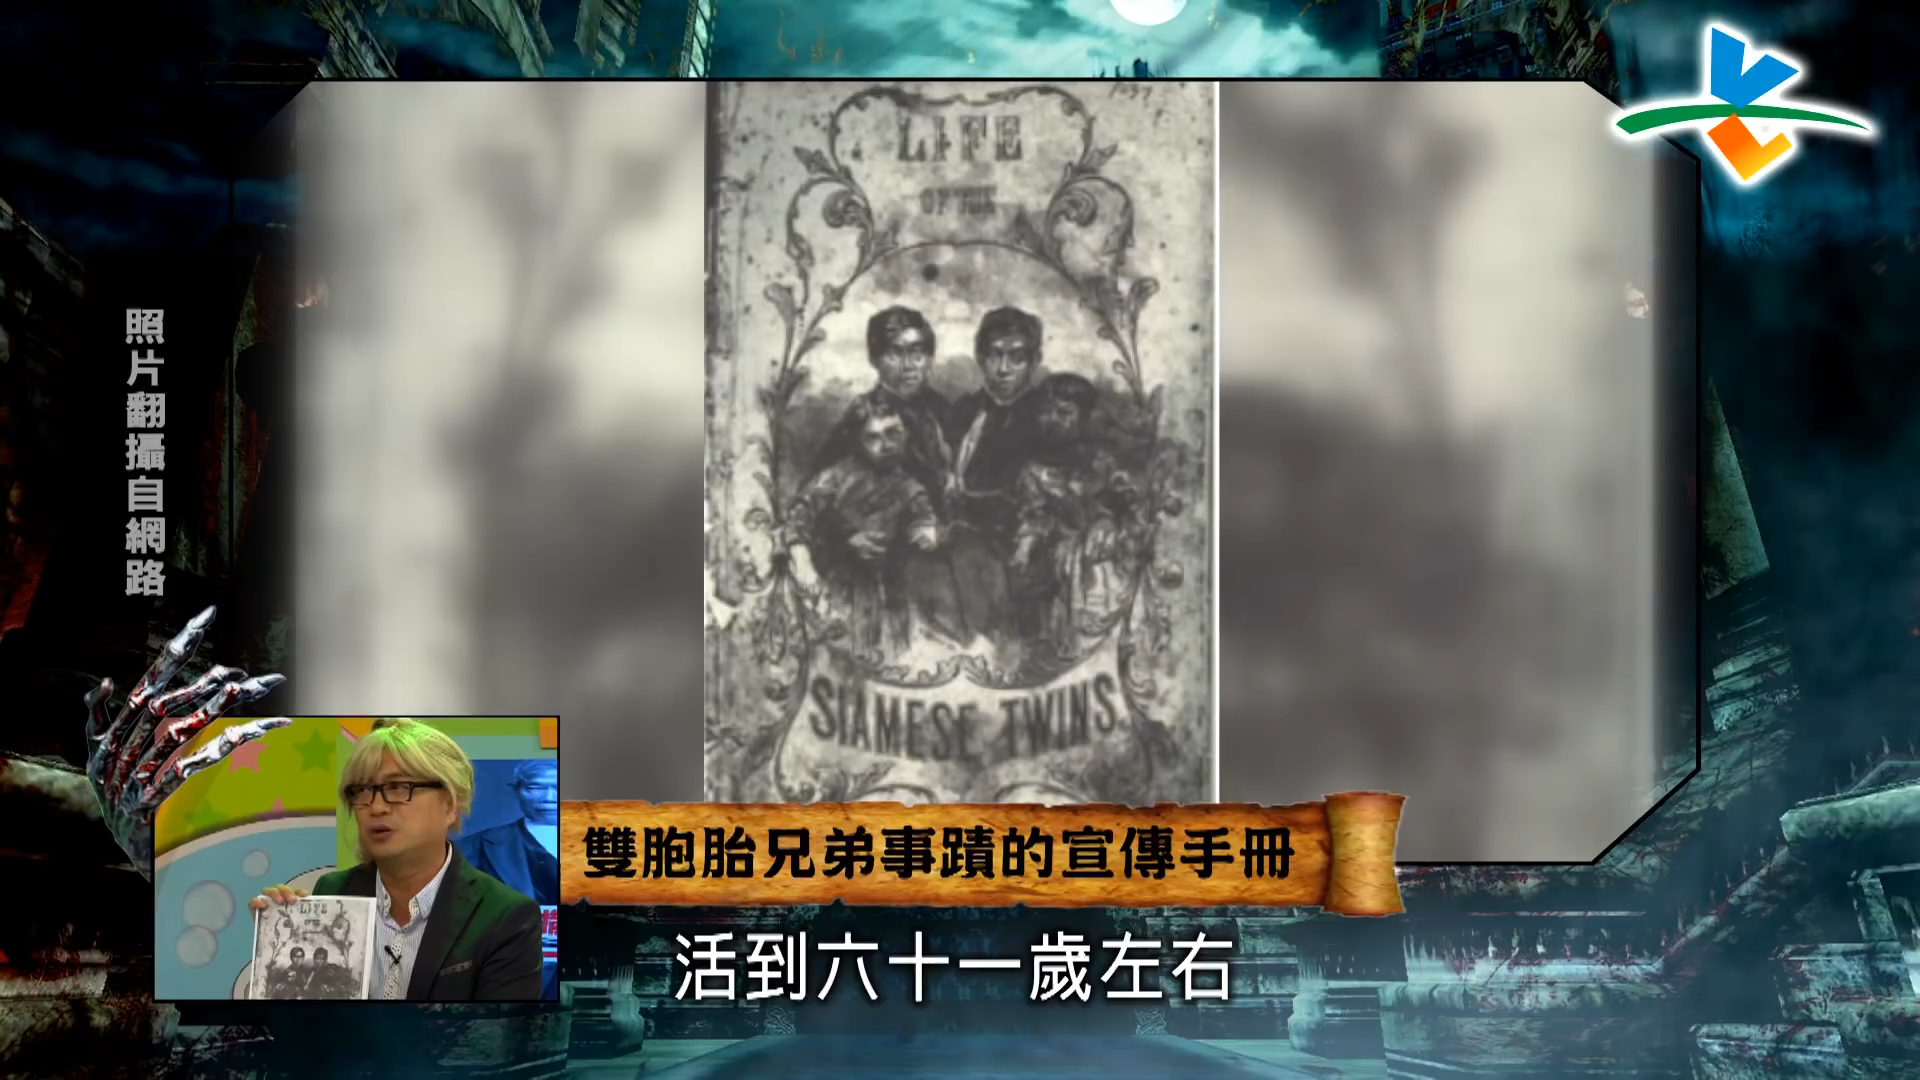 LIFE
OF THE
SIAMESE TWINS
照片翻攝自網路
LIFE
雙胞胎兄弟事蹟的宣傳手冊
活到六十一歲左右